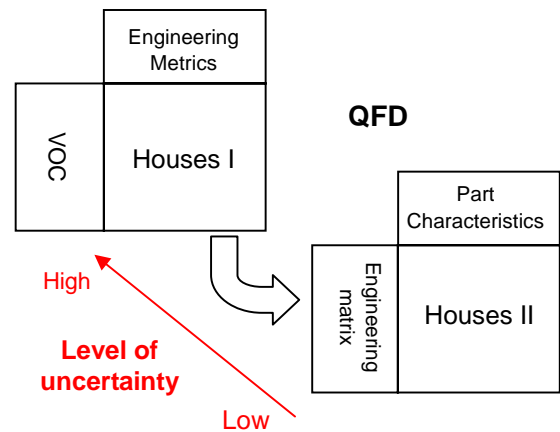 Engineering
Metrics
VOC
Houses I
QFD
Part
Characteristics
Engineering
matrix
Houses II
High
Level of
uncertainty
Low